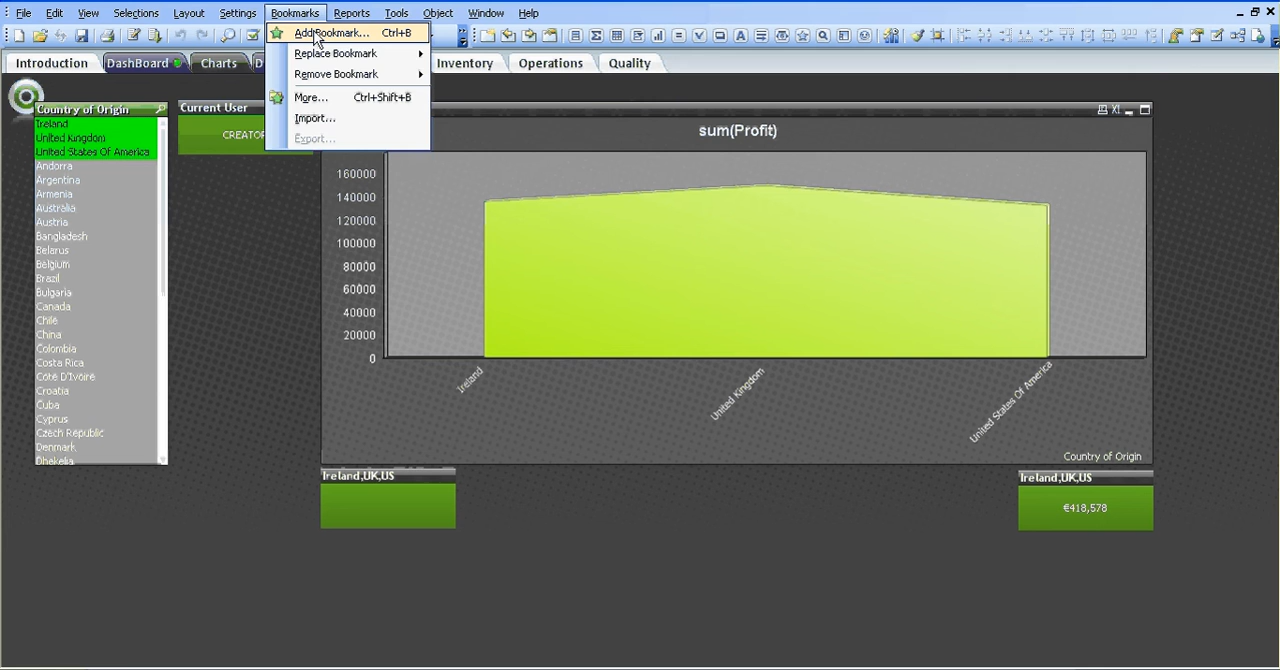 File Edit View Selections Layout Settings Bookmarks Reports Tools Object Window Help
Add Bookmark... Ctrl+B
Replace Bookmark
Remove Bookmark
More... Ctrl+Shift+B
Import...
Export...
Introduction DashBoard Charts D Inventory Operations Quality
Country of Origin
Ireland
United Kingdom
United States Of America
Andorra
Argentina
Armenia
Australia
Austria
Bangladesh
Belarus
Belgium
Brazil
Bulgaria
Canada
Chile
China
Colombia
Costa Rica
Cote D'Ivoire
Croatia
Cuba
Cyprus
Czech Republic
Denmark
Dhakelia
Current User
CREATOR
XL
sum(Profit)
160000
140000
120000
100000
80000
60000
40000
20000
0
Ireland
United Kingdom
United States Of America
Country of Origin
Ireland,UK,US
Ireland,UK,US
€418,578